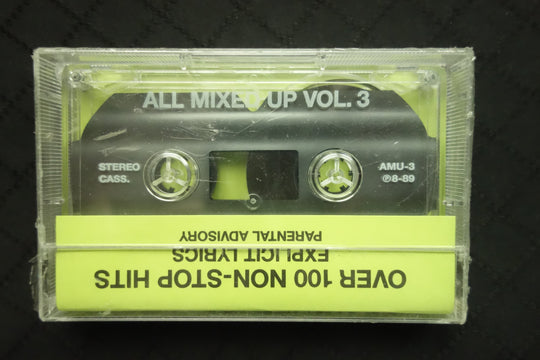 ALL MIXED UP VOL. 3
STEREO
CASS.
AMU-3
℗8-89
OVER 100 NON-STOP HITS
EXPLICIT LYRICS
PARENTAL ADVISORY